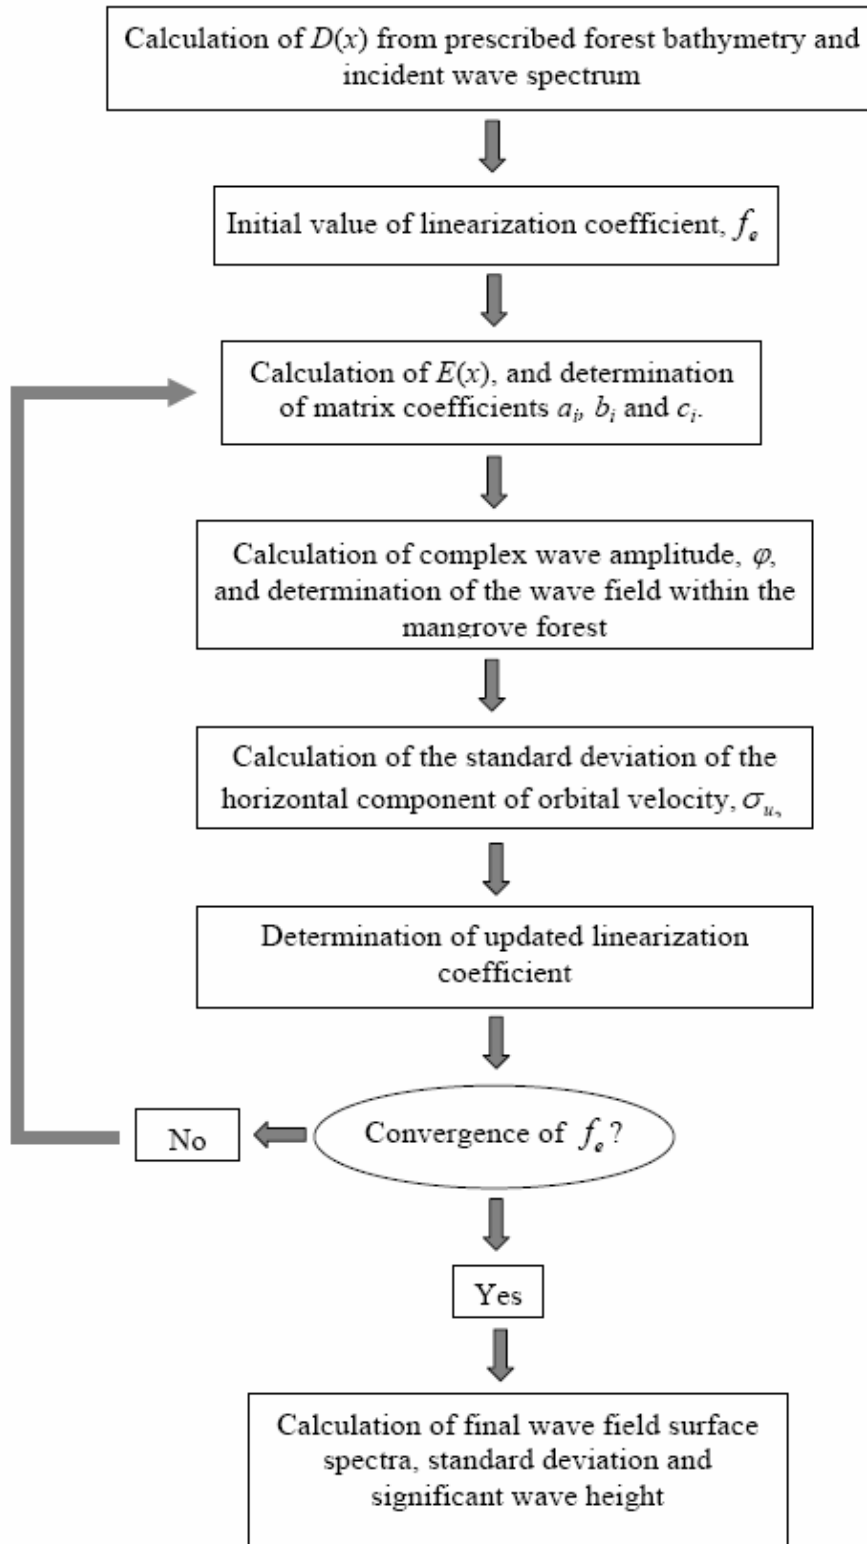 Calculation of D(x) from prescribed forest bathymetry and
incident wave spectrum
Initial value of linearization coefficient, fₑ
Calculation of E(x), and determination
of matrix coefficients aᵢ, bᵢ and cᵢ.
Calculation of complex wave amplitude, φ,
and determination of the wave field within the
mangrove forest
Calculation of the standard deviation of the
horizontal component of orbital velocity, σᵤ,
Determination of updated linearization
coefficient
Convergence of fₑ?
No
Yes
Calculation of final wave field surface
spectra, standard deviation and
significant wave height